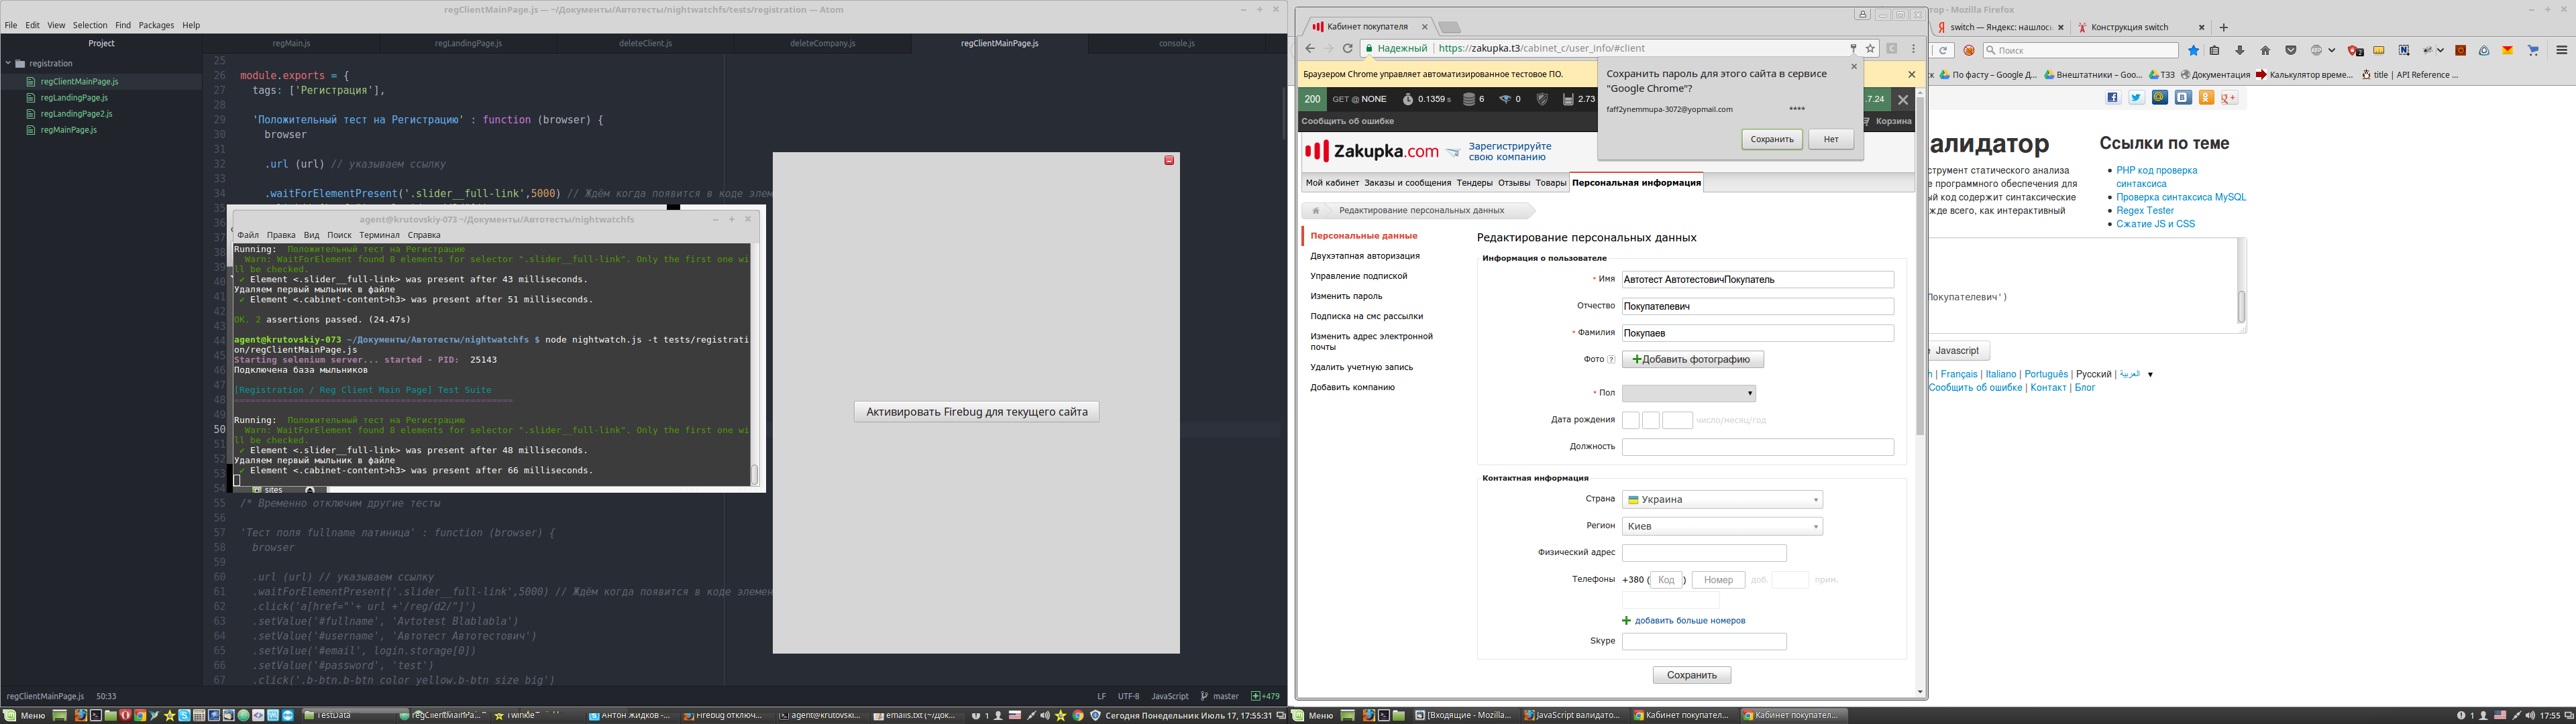 regClientMainPage.js — ~/Документы/Автотесты/nightwatchfs/tests/registration — Atom
File Edit View Selection Find Packages Help
Project
registration
regClientMainPage.js
regLandingPage.js
regLandingPage2.js
regMainPage.js
regMain.js regLandingPage.js deleteClient.js deleteCompany.js regClientMainPage.js console.js
25
26 module.exports = {
27 tags: ['Регистрация'],
28
29 'Положительный тест на Регистрацию' : function (browser) {
30 browser
31
32 .url (url) // указываем ссылку
33
34 .waitForElementPresent('.slider__full-link',5000) // Ждём когда появится в коде элем
agent@krutovskiy-073 ~/Документы/Автотесты/nightwatchfs
Файл Правка Вид Поиск Терминал Справка
Running: Положительный тест на Регистрацию
Warn: WaitForElement found 8 elements for selector ".slider__full-link". Only the first one wi
ll be checked.
✔ Element <.slider__full-link> was present after 43 milliseconds.
Удаляем первый мыльник в файле
✔ Element <.cabinet-content>h3> was present after 51 milliseconds.
OK. 2 assertions passed. (24.47s)
agent@krutovskiy-073 ~/Документы/Автотесты/nightwatchfs $ node nightwatch.js -t tests/registrati
on/regClientMainPage.js
Starting selenium server... started - PID: 25143
Подключена база мыльников
[Registration / Reg Client Main Page] Test Suite
Running: Положительный тест на Регистрацию
Warn: WaitForElement found 8 elements for selector ".slider__full-link". Only the first one wi
ll be checked.
✔ Element <.slider__full-link> was present after 48 milliseconds.
Удаляем первый мыльник в файле
✔ Element <.cabinet-content>h3> was present after 66 milliseconds.
sites
55 /* Временно отключим другие тесты
56
57 'Тест поля fullname латиница' : function (browser) {
58 browser
59
60 .url (url) // указываем ссылку
61 .waitForElementPresent('.slider__full-link',5000) // Ждём когда появится в коде элемен
62 .click('a[href="'+ url +'/reg/d2/"]')
63 .setValue('#fullname', 'Avtotest Blablabla')
64 .setValue('#username', 'Автотест Автотестович')
65 .setValue('#email', login.storage[0])
66 .setValue('#password', 'test')
67 .click('.b-btn.b-btn_color_yellow.b-btn_size_big')
regClientMainPage.js 50:33
LF UTF-8 JavaScript master +479
Активировать Firebug для текущего сайта
Кабинет покупателя
Надежный https://zakupka.t3/cabinet_c/user_info/#client
Браузером Chrome управляет автоматизированное тестовое ПО.
Сохранить пароль для этого сайта в сервисе
"Google Chrome"?
faff2ynemmupa-3072@yopmail.com ****
Сохранить Нет
200 GET @ NONE 0.1359 s 6 0 2.73 .7.24
Сообщить об ошибке Корзина
Zakupka.com
Зарегистрируйте
свою компанию
Мой кабинет Заказы и сообщения Тендеры Отзывы Товары Персональная информация
Редактирование персональных данных
Персональные данные
Двухэтапная авторизация
Управление подпиской
Изменить пароль
Подписка на смс рассылки
Изменить адрес электронной
почты
Удалить учетную запись
Добавить компанию
Редактирование персональных данных
Информация о пользователе
* Имя Автотест АвтотестовичПокупатель
Отчество Покупателевич
* Фамилия Покупаев
Фото ? Добавить фотографию
* Пол
Дата рождения число/месяц/год
Должность
Контактная информация
Страна Украина
Регион Киев
Физический адрес
Телефоны +380 ( Код ) Номер доб. прим.
добавить больше номеров
Skype
Сохранить
тор - Mozilla Firefox
switch — Яндекс: нашлось Конструкция switch
Поиск
По фасту – Google Д... Внештатники – Goo... ТЗЗ Документация Калькулятор време... title | API Reference ...
алидатор
струмент статического анализа
е программного обеспечения для
ый код содержит синтаксические
жде всего, как интерактивный
Ссылки по теме
PHP код проверка
синтаксиса
Проверка синтаксиса MySQL
Regex Tester
Сжатие JS и CSS
Покупателевич')
Javascript
| Français | Italiano | Português | Русский | العربية
Сообщить об ошибке | Контакт | Блог
Меню TestData regClientMainPa... Twinkle Антон Жидков -... Firebug отключ... agent@krutovski... emails.txt (~/Док... 1 Сегодня Понедельник Июль 17, 17:55:31
Меню [Входящие - Mozilla... JavaScript валидато... Кабинет покупател... Кабинет покупател... 1 17:55